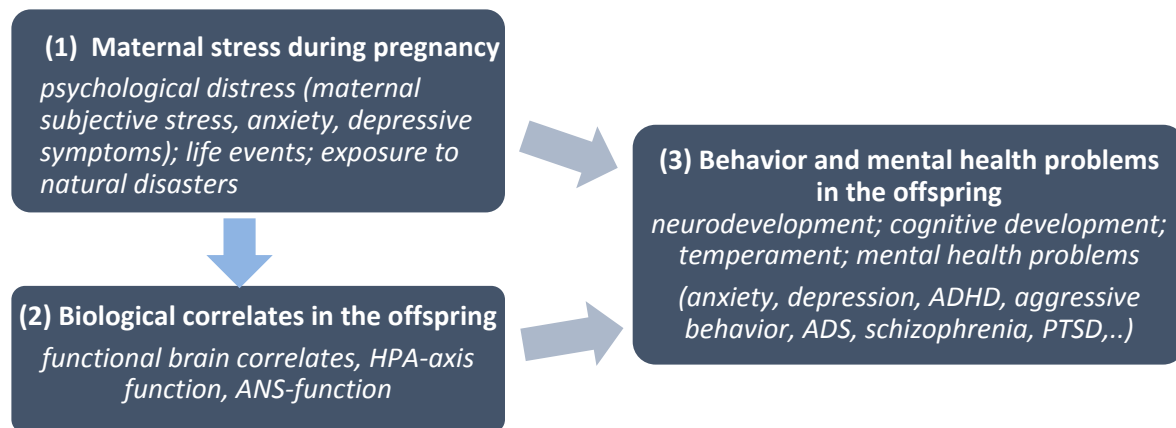 (1) Maternal stress during pregnancy
psychological distress (maternal
subjective stress, anxiety, depressive
symptoms); life events; exposure to
natural disasters
(2) Biological correlates in the offspring
functional brain correlates, HPA-axis
function, ANS-function
(3) Behavior and mental health problems
in the offspring
neurodevelopment; cognitive development;
temperament; mental health problems
(anxiety, depression, ADHD, aggressive
behavior, ADS, schizophrenia, PTSD,..)